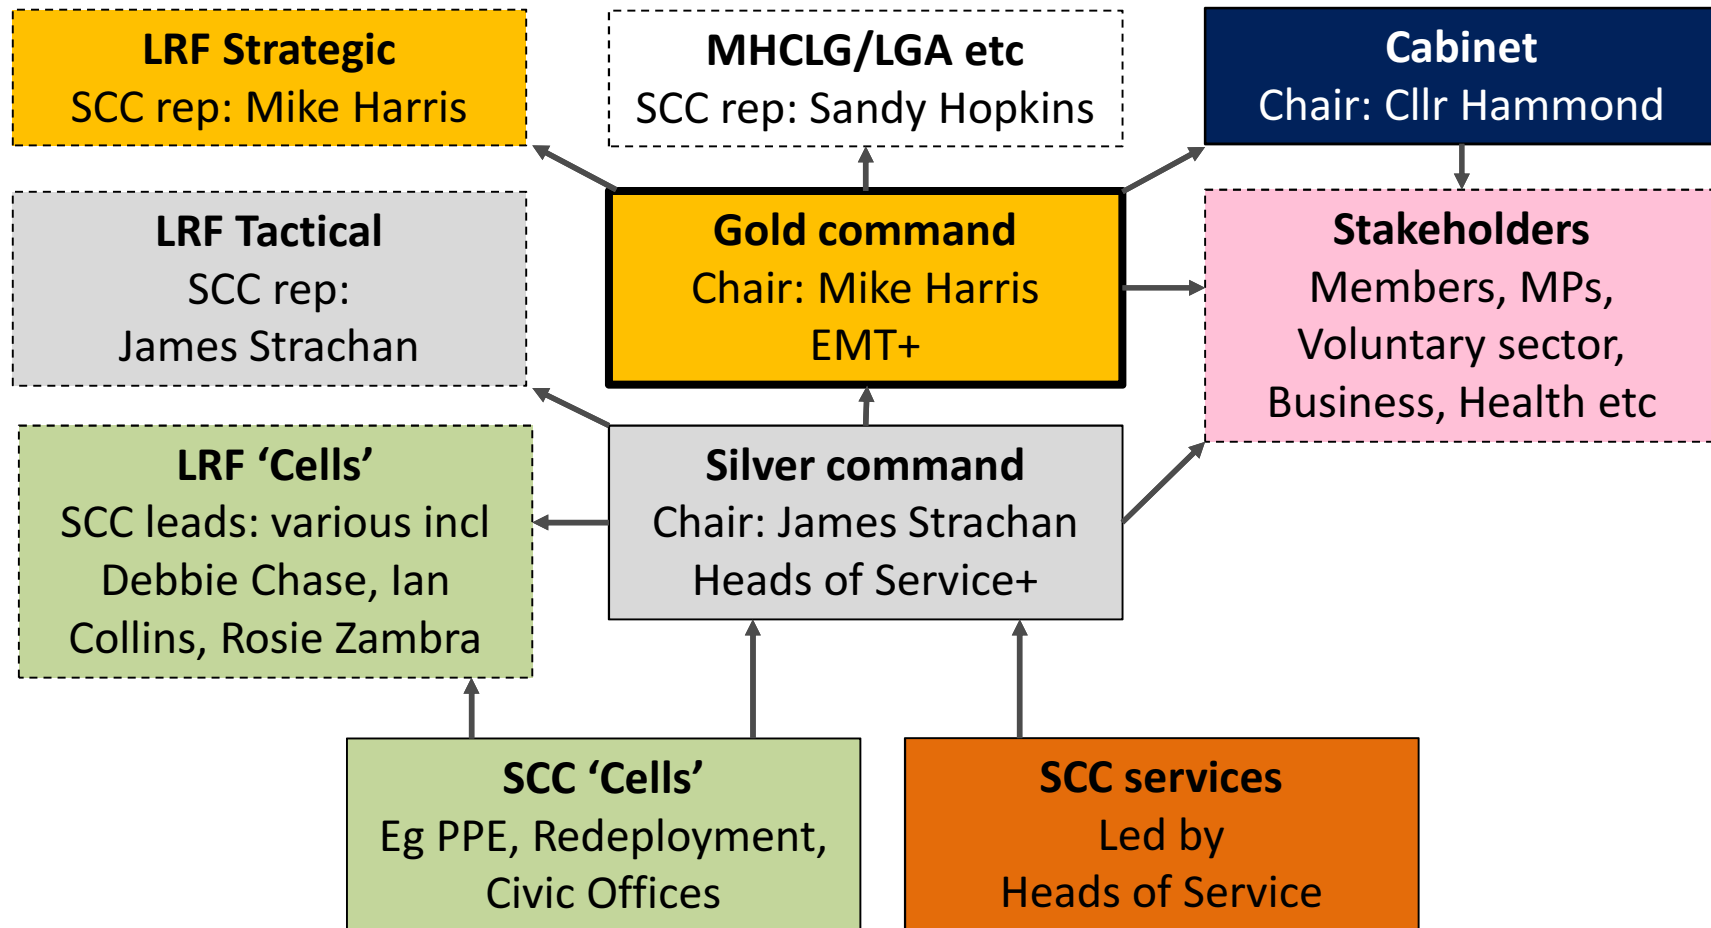 LRF Strategic
SCC rep: Mike Harris
MHCLG/LGA etc
SCC rep: Sandy Hopkins
Cabinet
Chair: Cllr Hammond
LRF Tactical
SCC rep:
James Strachan
Gold command
Chair: Mike Harris
EMT+
Stakeholders
Members, MPs,
Voluntary sector,
Business, Health etc
LRF ‘Cells’
SCC leads: various incl
Debbie Chase, Ian
Collins, Rosie Zambra
Silver command
Chair: James Strachan
Heads of Service+
SCC ‘Cells’
Eg PPE, Redeployment,
Civic Offices
SCC services
Led by
Heads of Service